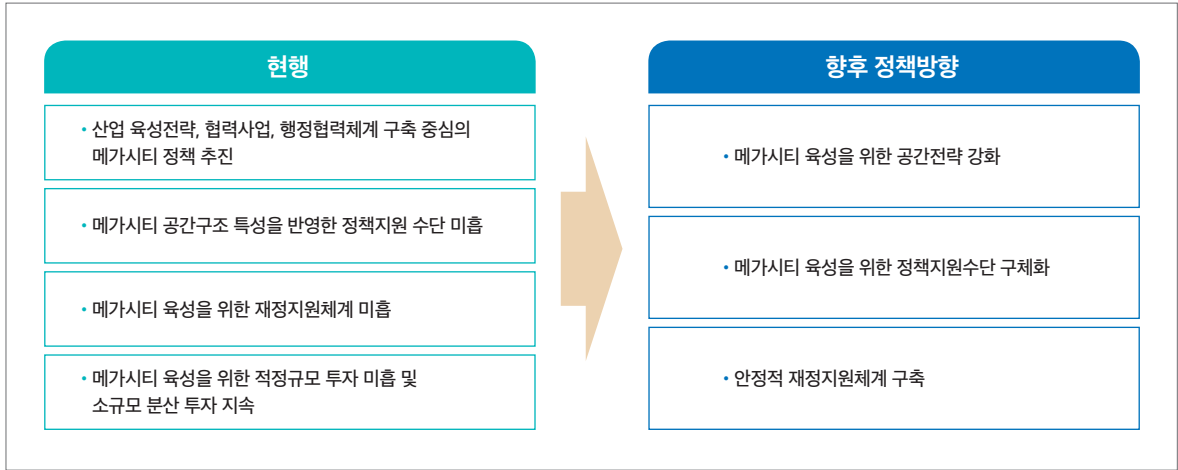 현행
• 산업 육성전략, 협력사업, 행정협력체계 구축 중심의
메가시티 정책 추진
• 메가시티 공간구조 특성을 반영한 정책지원 수단 미흡
• 메가시티 육성을 위한 재정지원체계 미흡
• 메가시티 육성을 위한 적정규모 투자 미흡 및
소규모 분산 투자 지속
향후 정책방향
• 메가시티 육성을 위한 공간전략 강화
• 메가시티 육성을 위한 정책지원수단 구체화
• 안정적 재정지원체계 구축